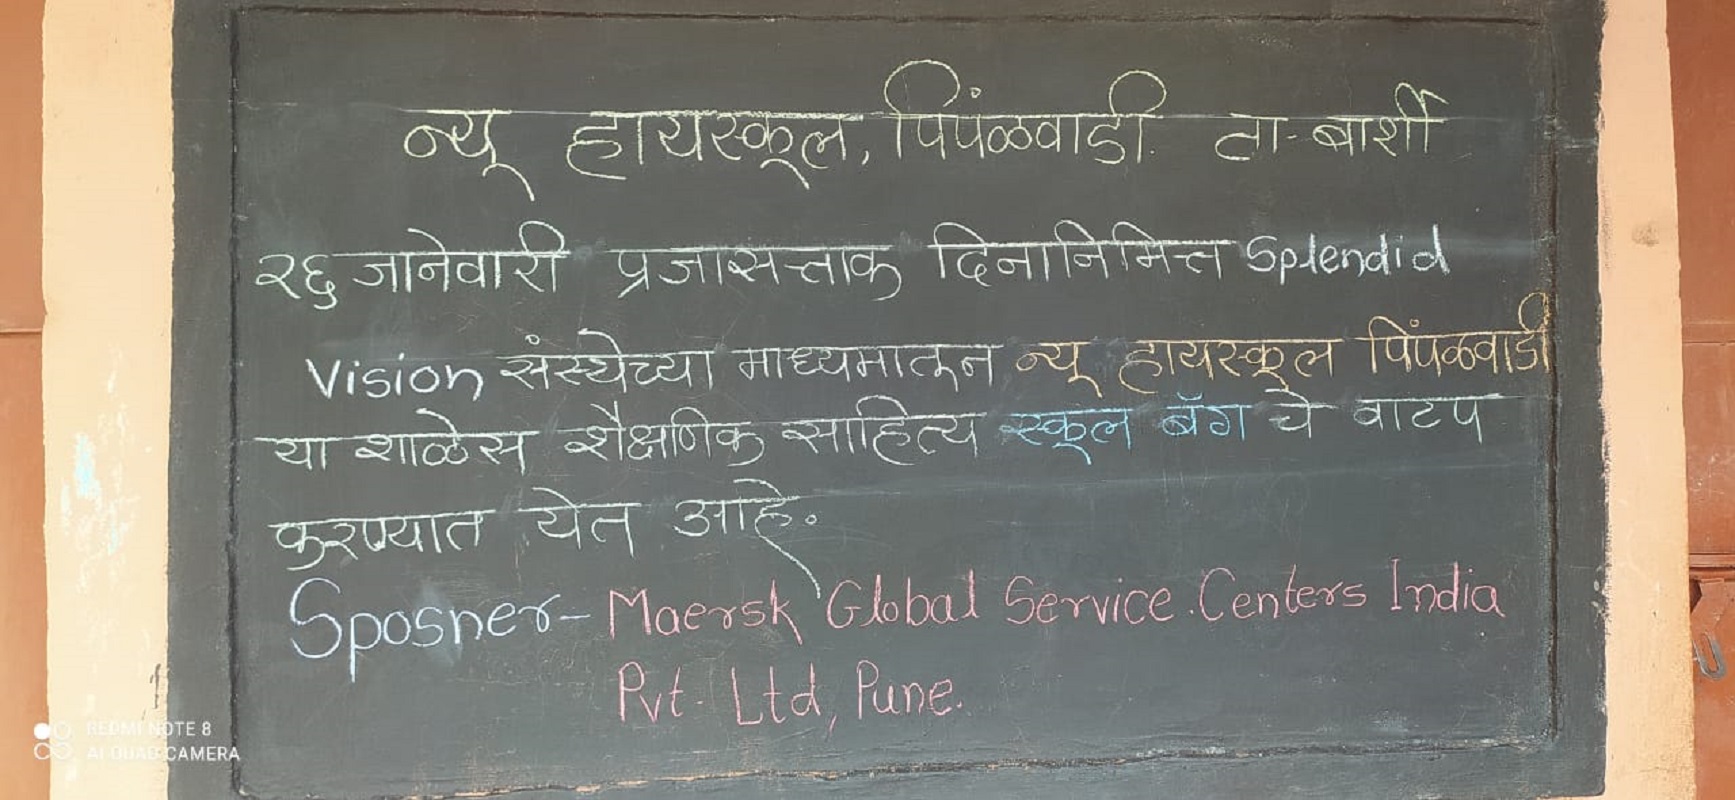 न्यू हायस्कूल, पिंपळवाडी. ता-बार्शी
२६ जानेवारी प्रजासत्ताक दिनानिमित्त Splendid
Vision संस्थेच्या माध्यमातून न्यू हायस्कूल पिंपळवाडी
या शाळेस शैक्षणिक साहित्य स्कूल बॅग चे वाटप
करण्यात येत आहे.
Sposner- Maersk Global Service Centers India
Pvt. Ltd, Pune.
REDMI NOTE 8
AI QUAD CAMERA